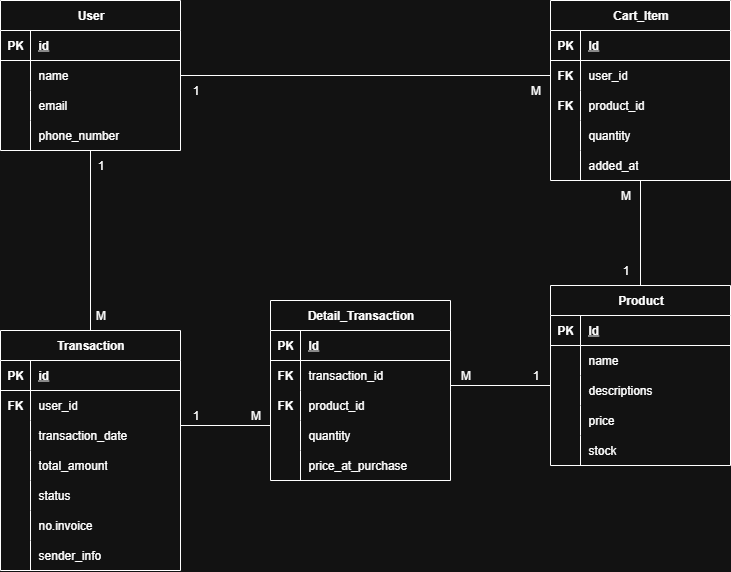 User
PK id
name
email
phone_number
Cart_Item
PK Id
FK user_id
FK product_id
quantity
added_at
1
M
1
M
M
1
Transaction
PK id
FK user_id
transaction_date
total_amount
status
no.invoice
sender_info
1
M
Detail_Transaction
PK Id
FK transaction_id
FK product_id
quantity
price_at_purchase
M
1
Product
PK Id
name
descriptions
price
stock